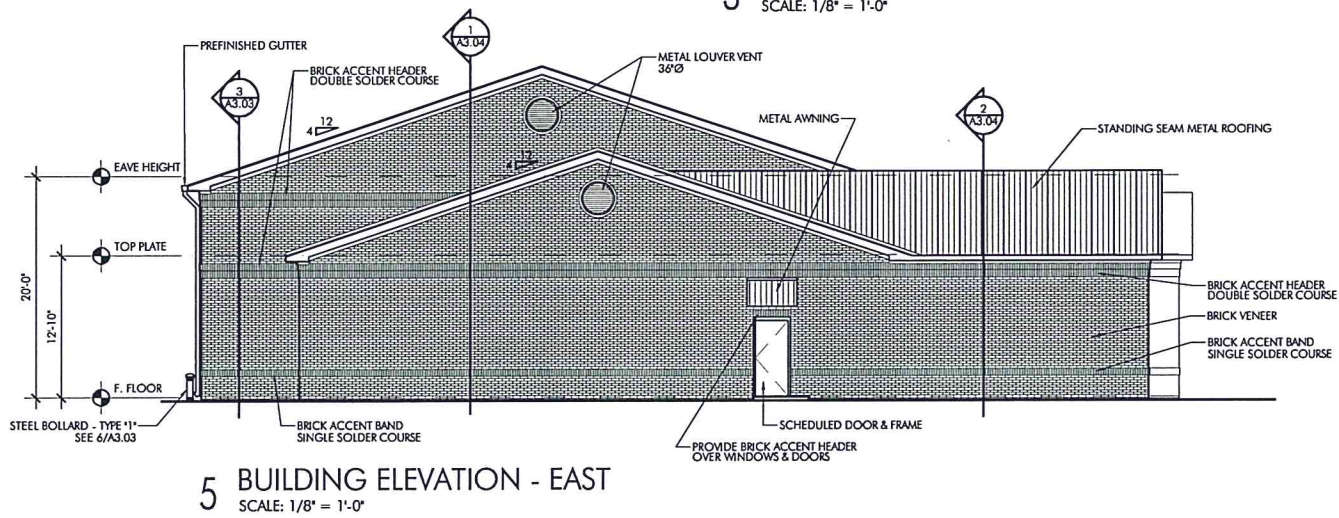 SCALE: 1/8" = 1'-0"
1
A3.04
PREFINISHED GUTTER
METAL LOUVER VENT
36"Ø
BRICK ACCENT HEADER
DOUBLE SOLDER COURSE
3
A3.03
2
A3.04
METAL AWNING
STANDING SEAM METAL ROOFING
12
4
12
4
EAVE HEIGHT
TOP PLATE
20'-0"
12'-10"
F. FLOOR
BRICK ACCENT HEADER
DOUBLE SOLDER COURSE
BRICK VENEER
BRICK ACCENT BAND
SINGLE SOLDER COURSE
STEEL BOLLARD - TYPE "1"
SEE 6/A3.03
BRICK ACCENT BAND
SINGLE SOLDER COURSE
SCHEDULED DOOR & FRAME
PROVIDE BRICK ACCENT HEADER
OVER WINDOWS & DOORS
5 BUILDING ELEVATION - EAST
SCALE: 1/8" = 1'-0"